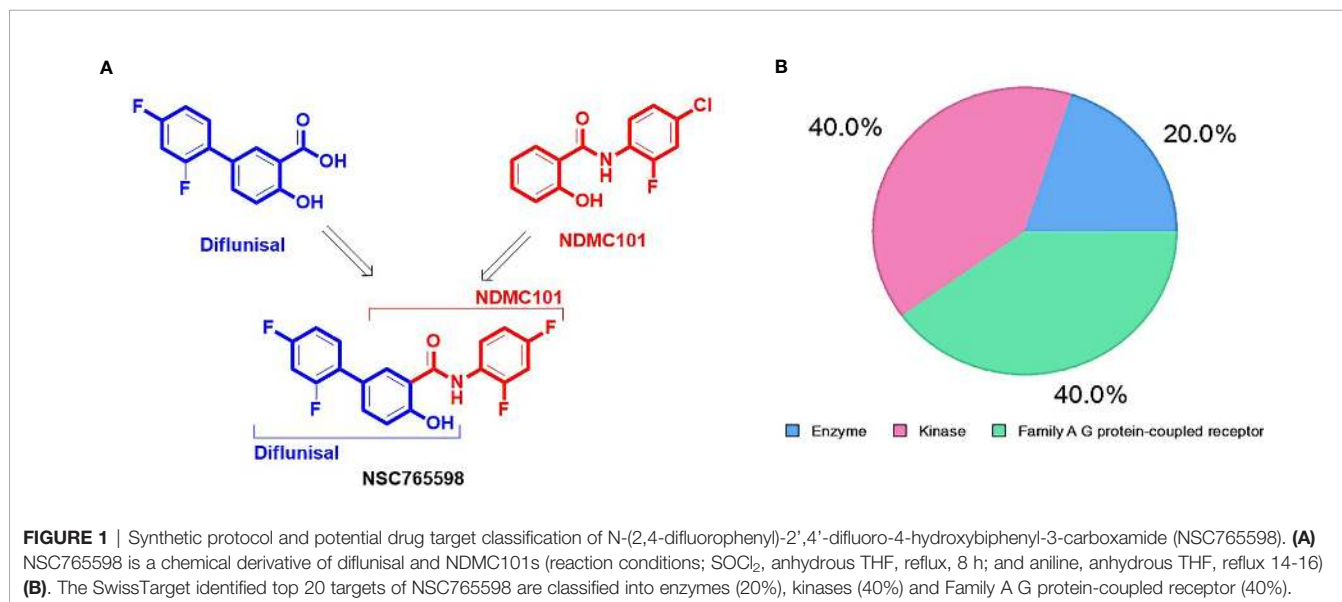 A
F
F
O
OH
OH
Diflunisal
O
N
H
OH
F
Cl
NDMC101
NDMC101
F
F
O
N
H
OH
F
F
Diflunisal
NSC765598
B
40.0%
20.0%
40.0%
Enzyme Kinase Family A G protein-coupled receptor
FIGURE 1 | Synthetic protocol and potential drug target classification of N-(2,4-difluorophenyl)-2',4'-difluoro-4-hydroxybiphenyl-3-carboxamide (NSC765598). (A)
NSC765598 is a chemical derivative of diflunisal and NDMC101s (reaction conditions; SOCl₂, anhydrous THF, reflux, 8 h; and aniline, anhydrous THF, reflux 14-16)
(B). The SwissTarget identified top 20 targets of NSC765598 are classified into enzymes (20%), kinases (40%) and Family A G protein-coupled receptor (40%).